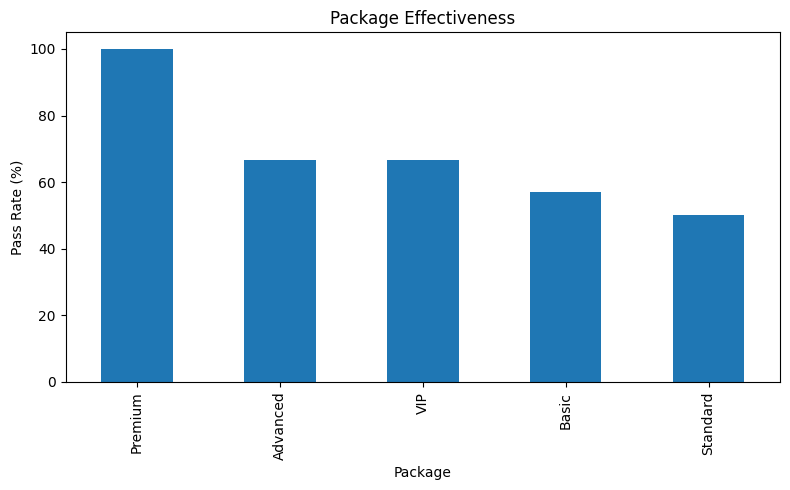 Package Effectiveness
Pass Rate (%)
100
80
60
40
20
0
Premium
Advanced
VIP
Basic
Standard
Package